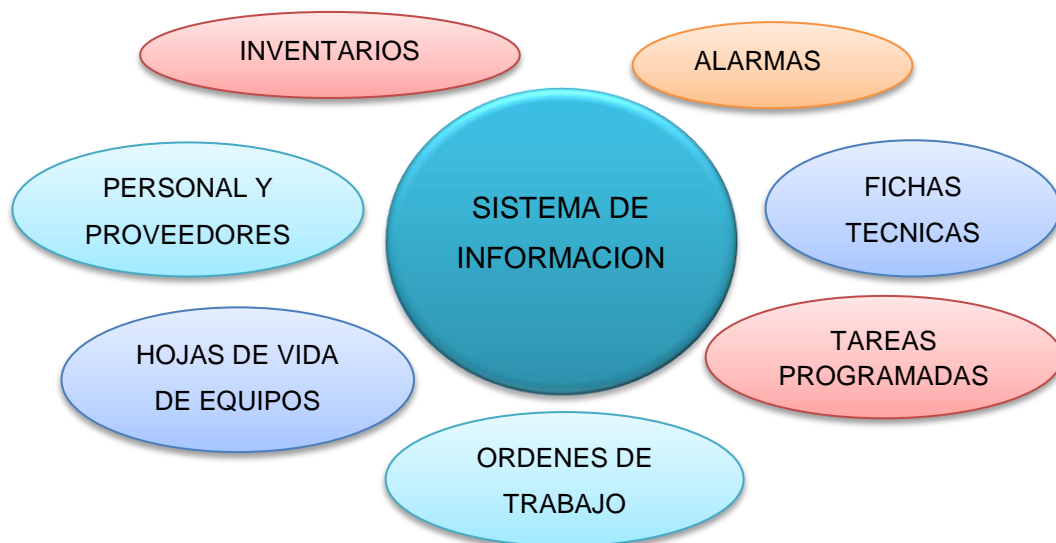 INVENTARIOS
ALARMAS
PERSONAL Y
PROVEEDORES
SISTEMA DE
INFORMACION
FICHAS
TECNICAS
HOJAS DE VIDA
DE EQUIPOS
TAREAS
PROGRAMADAS
ORDENES DE
TRABAJO